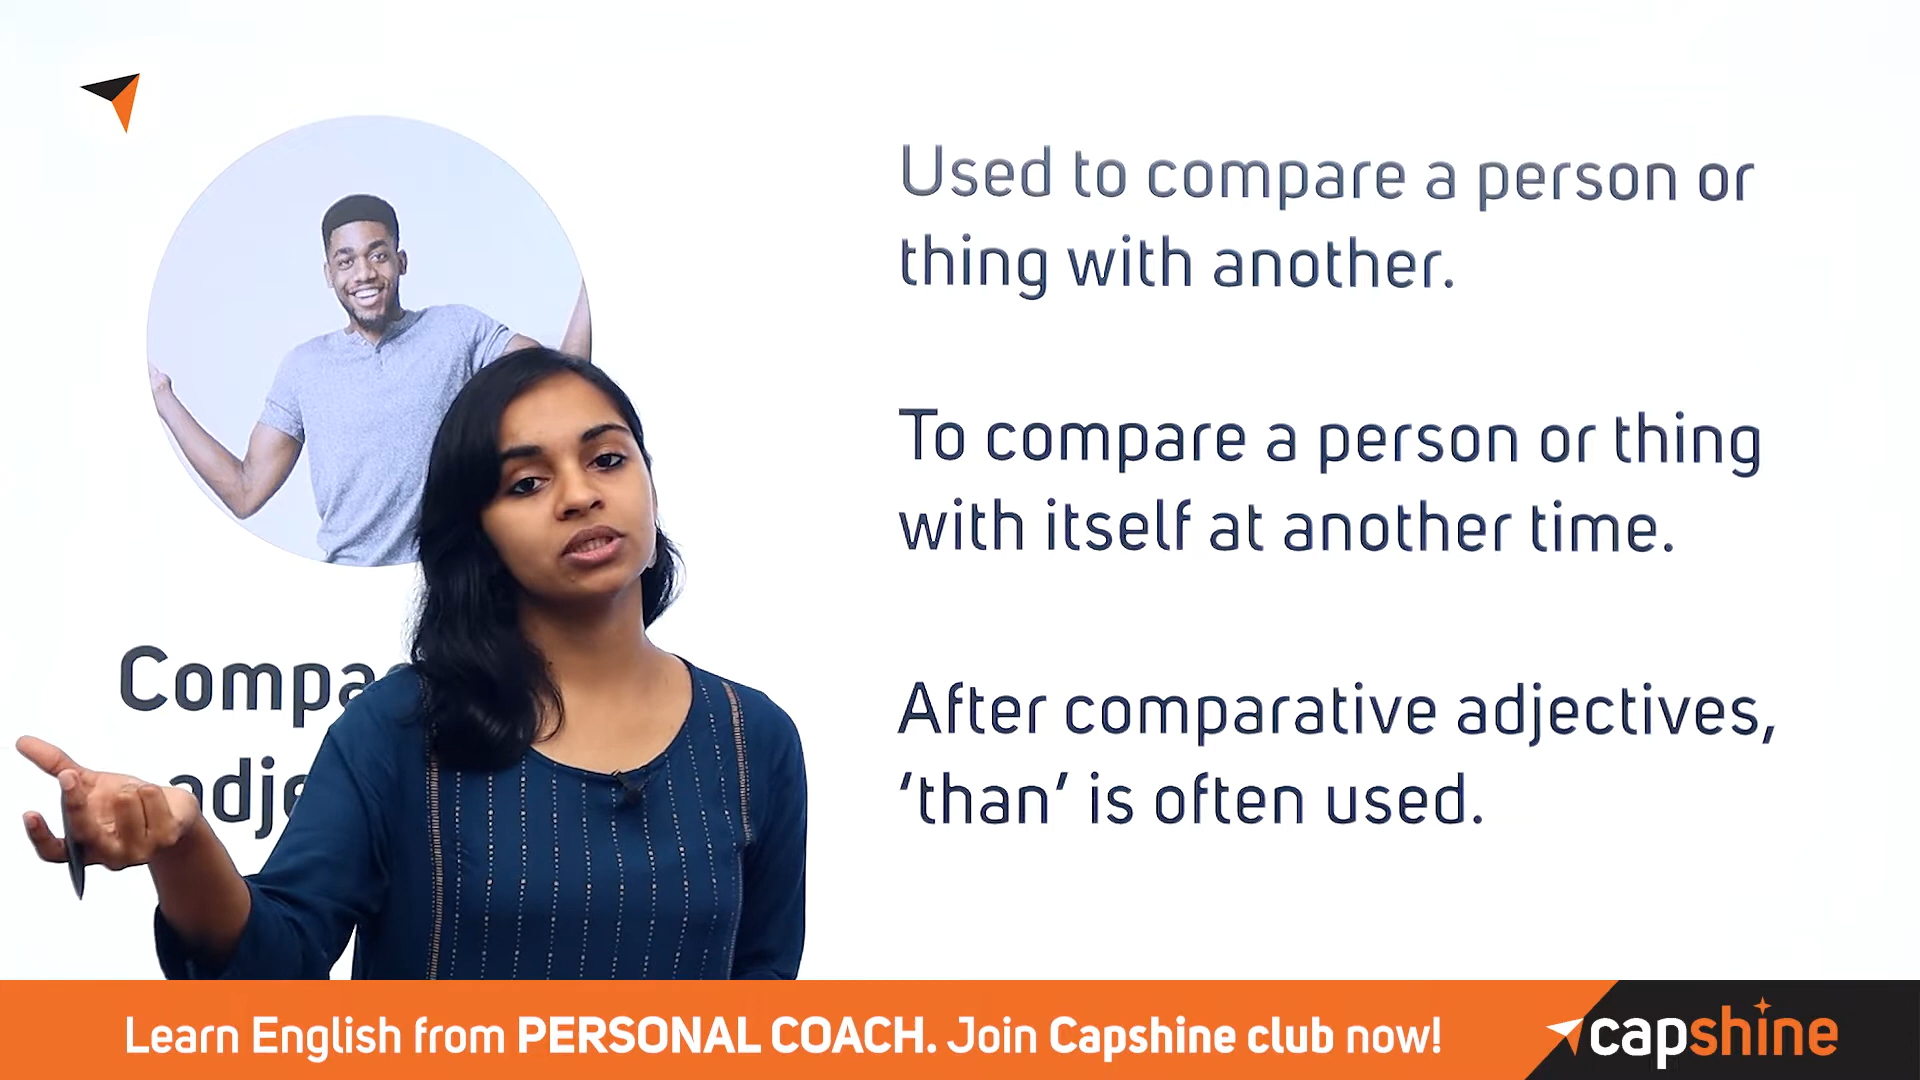 Used to compare a person or
thing with another.
To compare a person or thing
with itself at another time.
After comparative adjectives,
‘than’ is often used.
Learn English from PERSONAL COACH. Join Capshine club now!
capshine